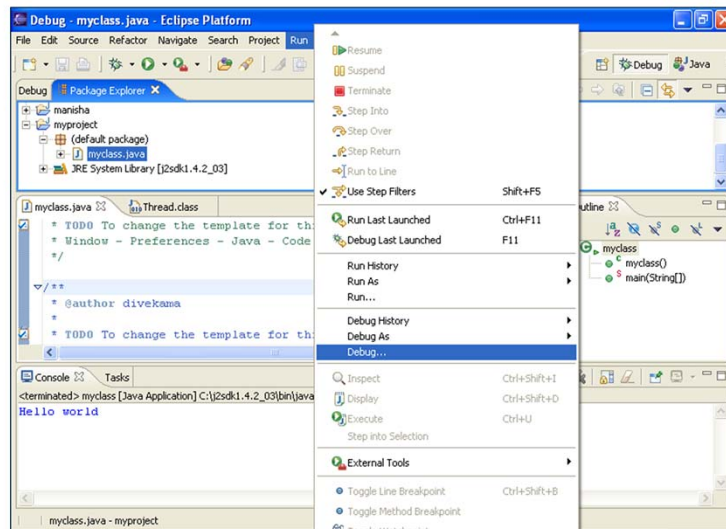 Debug - myclass.java - Eclipse Platform
File Edit Source Refactor Navigate Search Project Run
Debug Java
Debug Package Explorer
manisha
myproject
(default package)
myclass.java
JRE System Library [j2sdk1.4.2_03]
Resume
Suspend
Terminate
Step Into
Step Over
Step Return
Run to Line
Use Step Filters Shift+F5
Run Last Launched Ctrl+F11
Debug Last Launched F11
Run History
Run As
Run...
Debug History
Debug As
Debug...
Inspect Ctrl+Shift+I
Display Ctrl+Shift+D
Execute Ctrl+U
Step into Selection
External Tools
Toggle Line Breakpoint Ctrl+Shift+B
Toggle Method Breakpoint
myclass.java Thread.class
* TODO To change the template for thi
* Window - Preferences - Java - Code
*/
/**
* @author divekama
*
* TODO To change the template for thi
utline
myclass
myclass()
main(String[])
Console Tasks
<terminated> myclass [Java Application] C:\j2sdk1.4.2_03\bin\java
Hello world
myclass.java - myproject